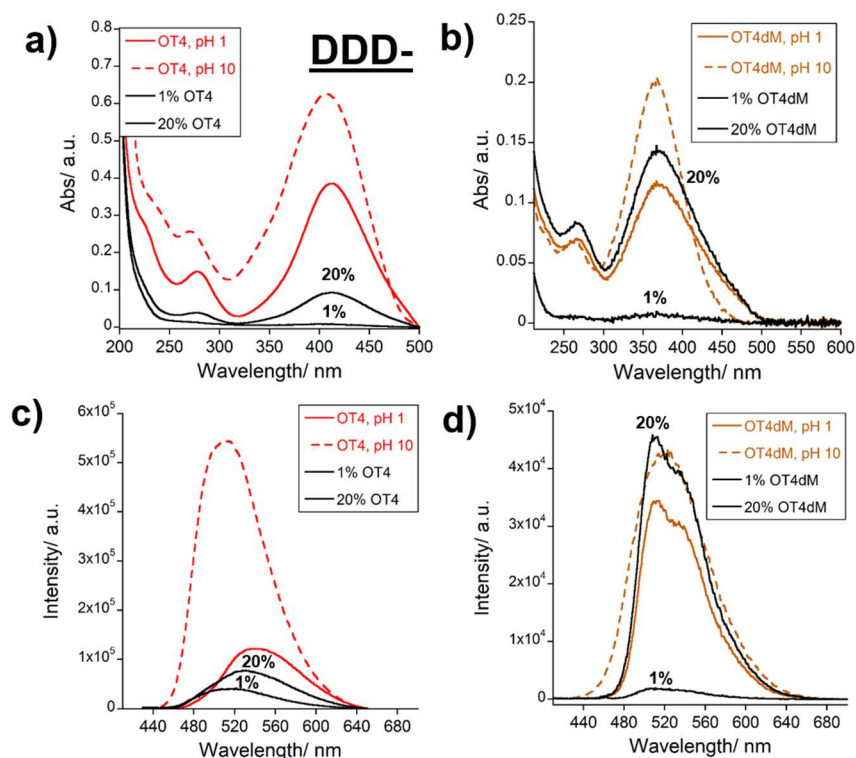 a)
DDD-
OT4, pH 1
OT4, pH 10
1% OT4
20% OT4
0.8
0.7
0.6
0.5
0.4
0.3
0.2
0.1
0
Abs/ a.u.
20%
1%
200 250 300 350 400 450 500
Wavelength/ nm
b)
OT4dM, pH 1
OT4dM, pH 10
1% OT4dM
20% OT4dM
0.25
0.2
0.15
0.1
0.05
0
Abs/ a.u.
20%
1%
250 300 350 400 450 500 550 600
Wavelength/ nm
c)
OT4, pH 1
OT4, pH 10
1% OT4
20% OT4
6x10⁵
5x10⁵
4x10⁵
3x10⁵
2x10⁵
1x10⁵
0
Intensity/ a.u.
20%
1%
440 480 520 560 600 640 680
Wavelength/ nm
d)
OT4dM, pH 1
OT4dM, pH 10
1% OT4dM
20% OT4dM
5x10⁴
4x10⁴
3x10⁴
2x10⁴
1x10⁴
0
Intensity/ a.u.
20%
1%
440 480 520 560 600 640 680
Wavelength/ nm